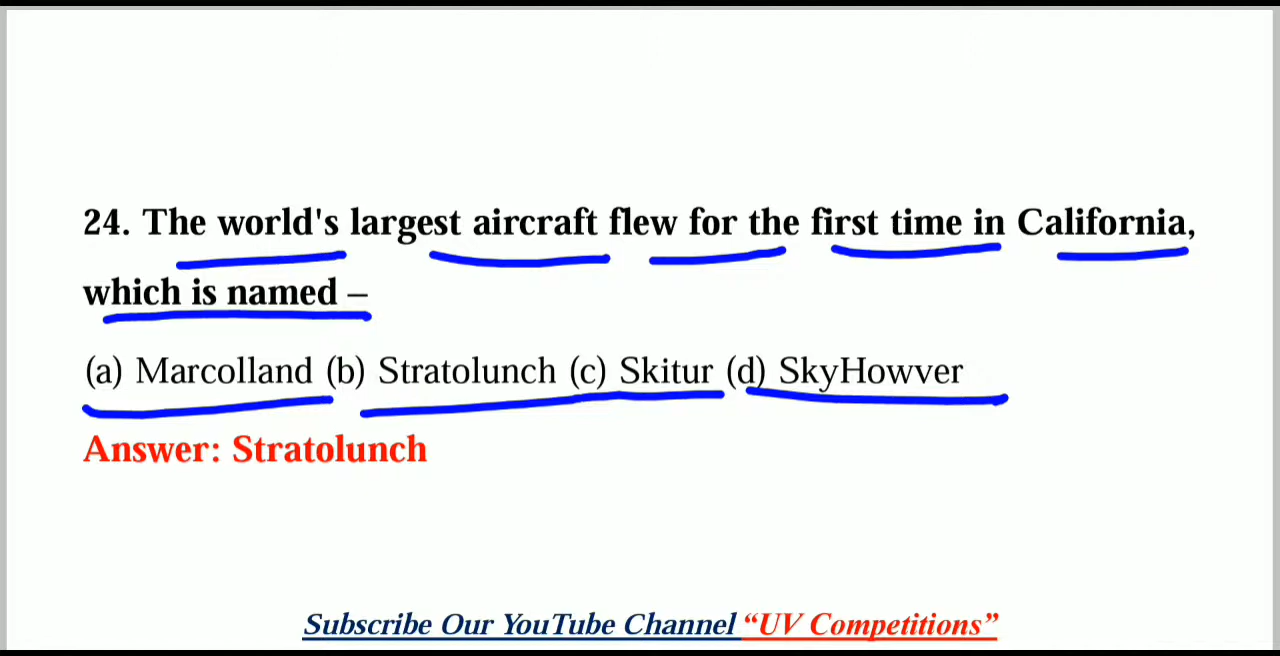 24. The world's largest aircraft flew for the first time in California,
which is named –
(a) Marcolland (b) Stratolunch (c) Skitur (d) SkyHowver
Answer: Stratolunch
Subscribe Our YouTube Channel “UV Competitions”